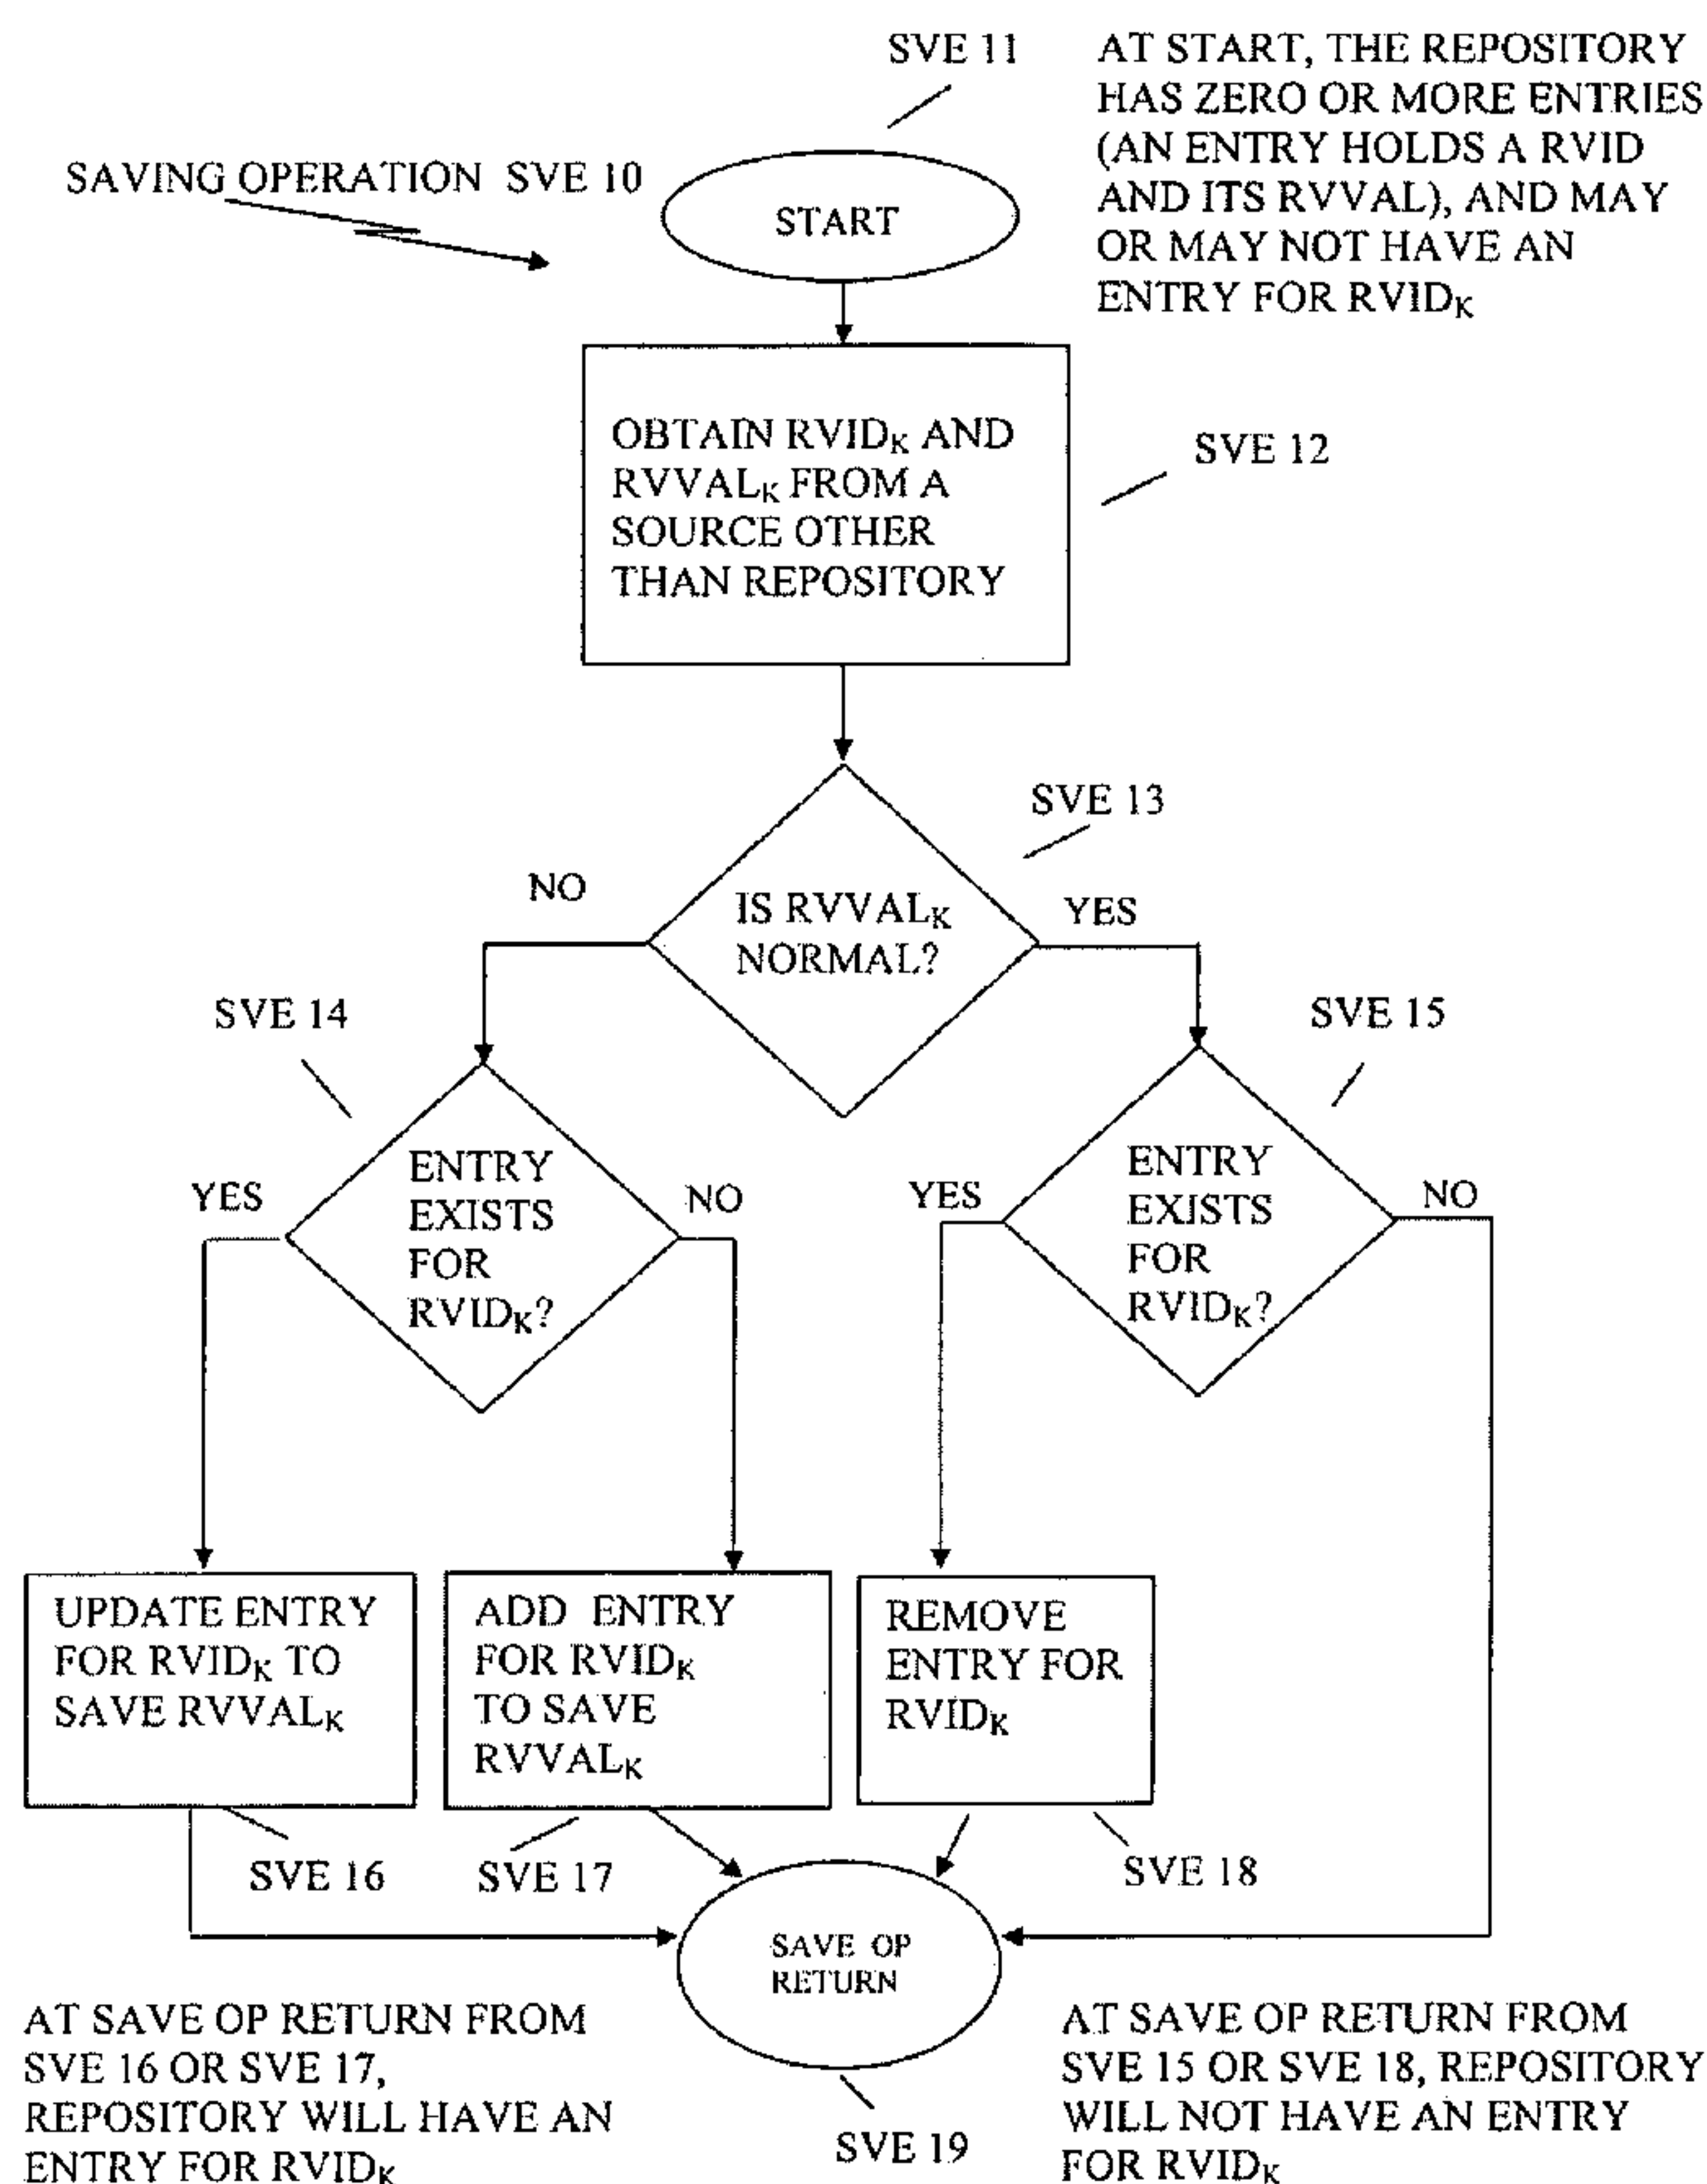 SVE 11
AT START, THE REPOSITORY
HAS ZERO OR MORE ENTRIES
(AN ENTRY HOLDS A RVID
AND ITS RVVAL), AND MAY
OR MAY NOT HAVE AN
ENTRY FOR RVIDK
SAVING OPERATION SVE 10
START
OBTAIN RVIDK AND
RVVALK FROM A
SOURCE OTHER
THAN REPOSITORY
SVE 12
SVE 13
NO
IS RVVALK
NORMAL?
YES
SVE 14
SVE 15
YES
ENTRY
EXISTS
FOR
RVIDK?
NO
YES
ENTRY
EXISTS
FOR
RVIDK?
NO
UPDATE ENTRY
FOR RVIDK TO
SAVE RVVALK
ADD ENTRY
FOR RVIDK
TO SAVE
RVVALK
REMOVE
ENTRY FOR
RVIDK
SVE 16
SVE 17
SVE 18
SAVE OP
RETURN
AT SAVE OP RETURN FROM
SVE 16 OR SVE 17,
REPOSITORY WILL HAVE AN
ENTRY FOR RVIDK
SVE 19
AT SAVE OP RETURN FROM
SVE 15 OR SVE 18, REPOSITORY
WILL NOT HAVE AN ENTRY
FOR RVIDK